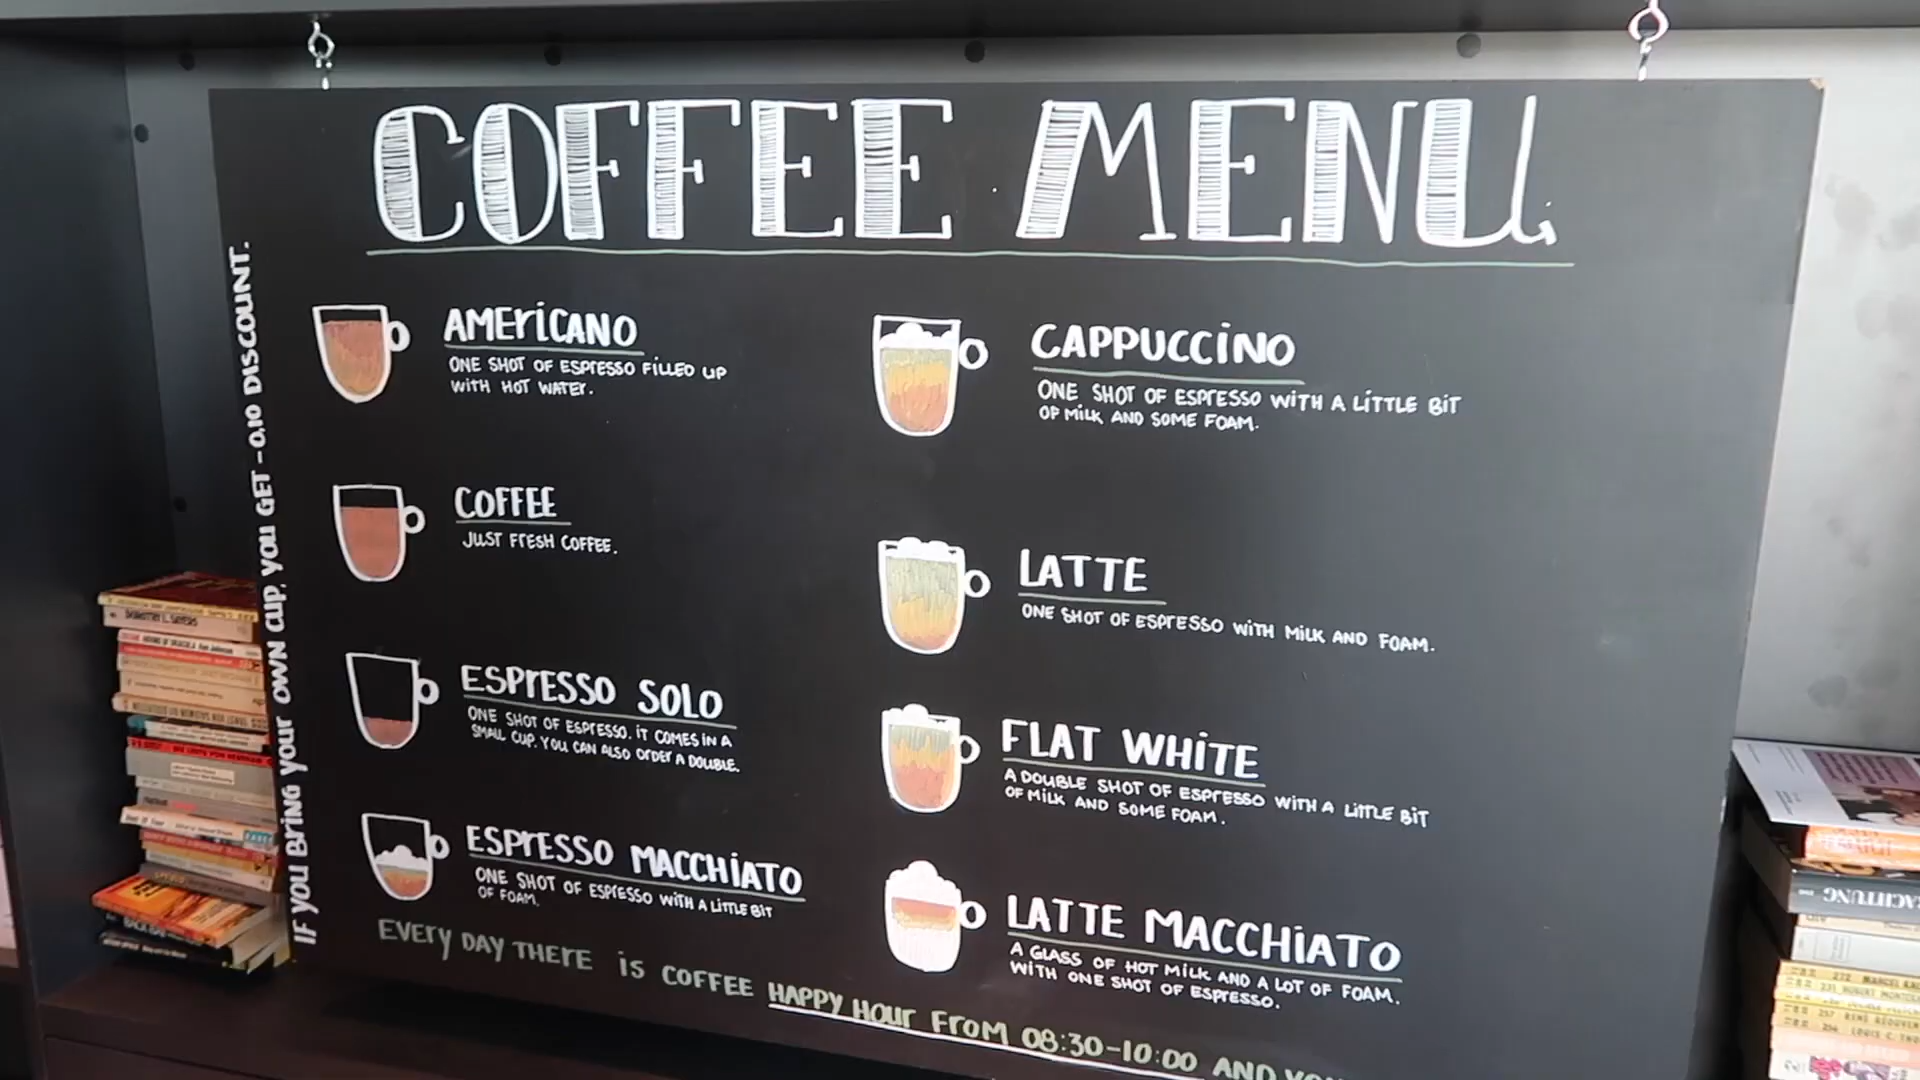 COFFEE MENU
IF YOU BRING YOUR OWN CUP, YOU GET -0.10 DISCOUNT.
AMERICANO
ONE SHOT OF ESPRESSO FILLED UP
WITH HOT WATER.
COFFEE
JUST FRESH COFFEE.
ESPRESSO SOLO
ONE SHOT OF ESPRESSO. IT COMES IN A
SMALL CUP. YOU CAN ALSO ORDER A DOUBLE.
ESPRESSO MACCHIATO
ONE SHOT OF ESPRESSO WITH A LITTLE BIT
OF FOAM.
CAPPUCCINO
ONE SHOT OF ESPRESSO WITH A LITTLE BIT
OF MILK AND SOME FOAM.
LATTE
ONE SHOT OF ESPRESSO WITH MILK AND FOAM.
FLAT WHITE
A DOUBLE SHOT OF ESPRESSO WITH A LITTLE BIT
OF MILK AND SOME FOAM.
LATTE MACCHIATO
A GLASS OF HOT MILK AND A LOT OF FOAM.
WITH ONE SHOT OF ESPRESSO.
EVERY DAY THERE IS COFFEE HAPPY HOUR FROM 08:30-10:00 AND
DOROTHY L. SAYERS